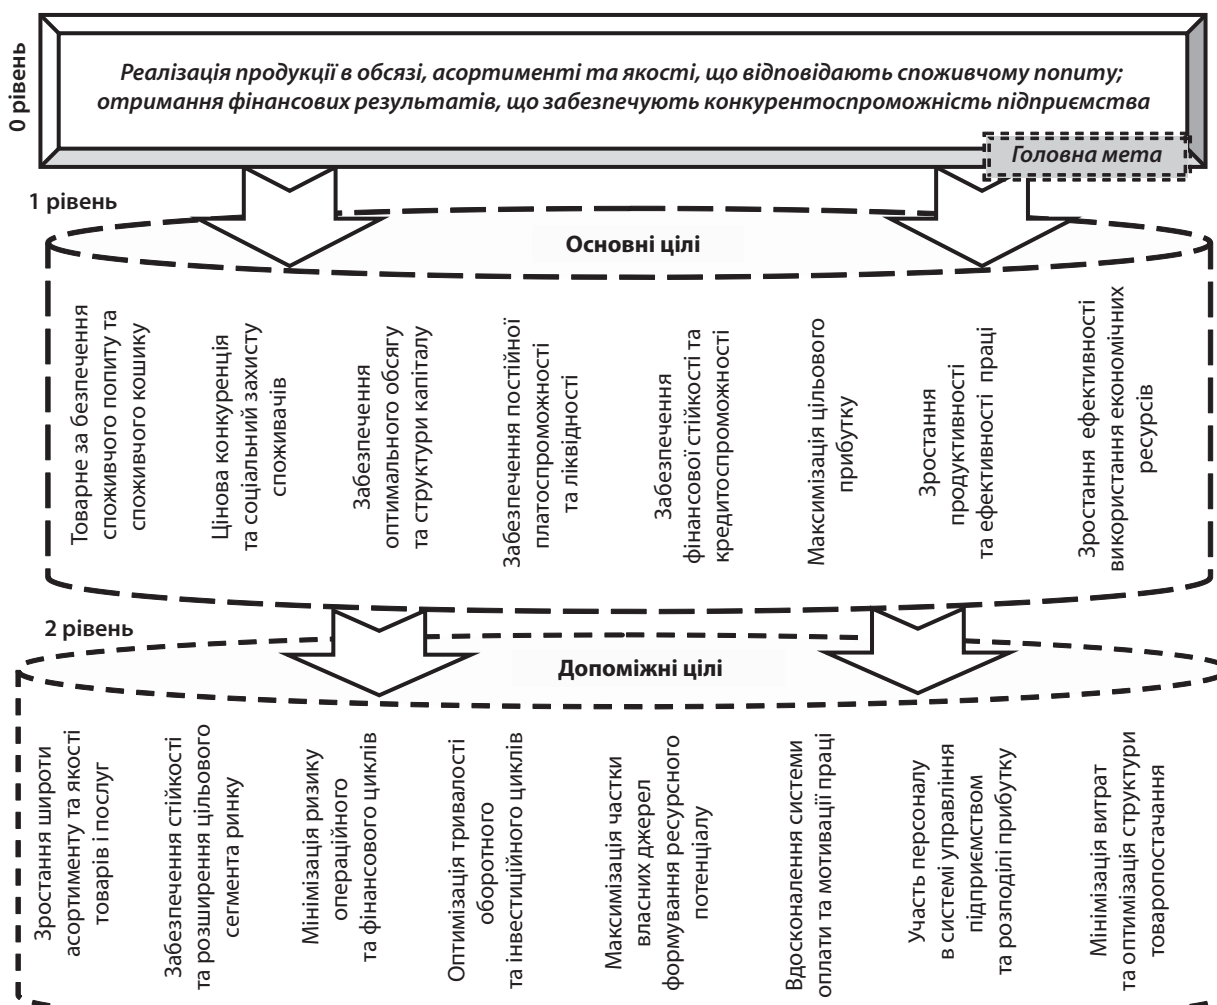 0 рівень
Реалізація продукції в обсязі, асортименті та якості, що відповідають споживчому попиту;
отримання фінансових результатів, що забезпечують конкурентоспроможність підприємства
Головна мета
1 рівень
Основні цілі
Товарне за безпечення
споживчого попиту та
споживчого кошику
Цінова конкуренція
та соціальний захисту
споживачів
Забезпечення
оптимального обсягу
та структури капіталу
Забезпечення постійної
платоспроможності
та ліквідності
Забезпечення
фінансової стійкості та
кредитоспроможності
Максимізація цільового
прибутку
Зростання
продуктивності
та ефективності праці
Зростання ефективності
використання економічних
ресурсів
2 рівень
Допоміжні цілі
Зростання широти
асортименту та якості
товарів і послуг
Забезпечення стійкості
та розширення цільового
сегмента ринку
Мінімізація ризику
операційного
та фінансового циклів
Оптимізація тривалості
оборотного
та інвестиційного циклів
Максимізація частки
власних джерел
формування ресурсного
потенціалу
Вдосконалення системи
оплати та мотивації праці
Участь персоналу
в системі управління
підприємством
та розподілі прибутку
Мінімізація витрат
та оптимізація структури
товаропостачання